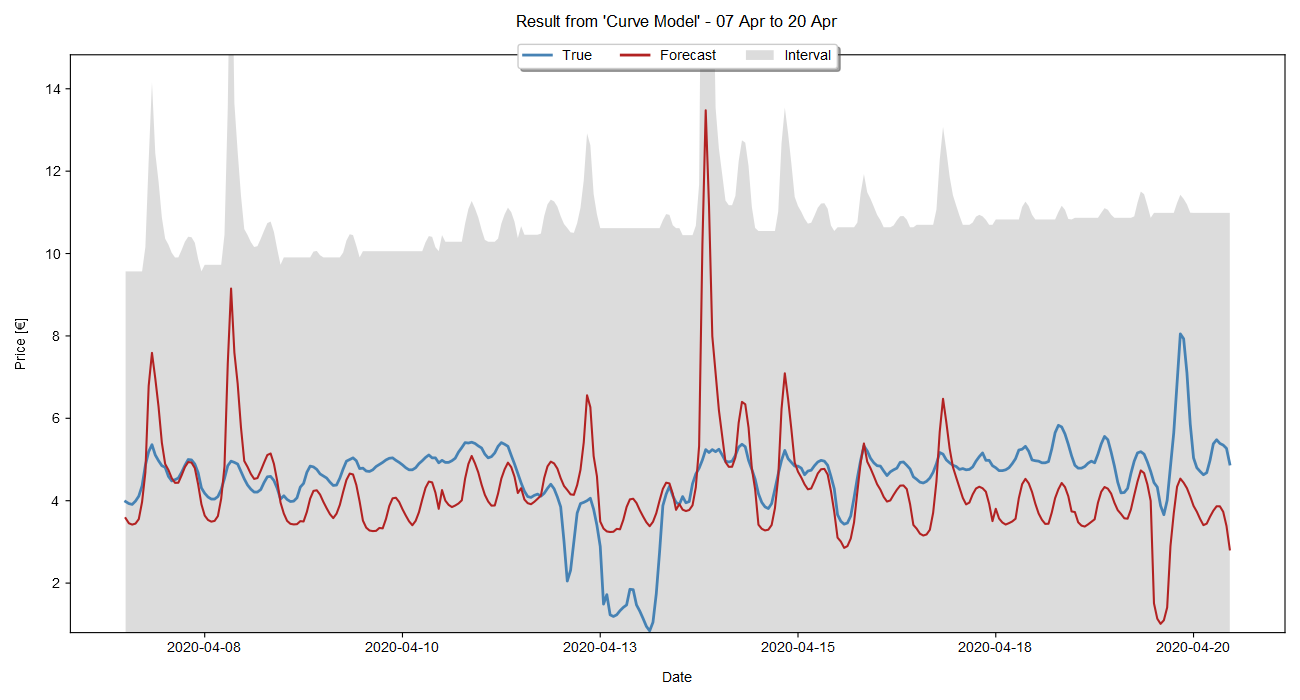 Result from 'Curve Model' - 07 Apr to 20 Apr
True Forecast Interval
14
12
10
8
6
4
2
Price [€]
2020-04-08 2020-04-10 2020-04-13 2020-04-15 2020-04-18 2020-04-20
Date